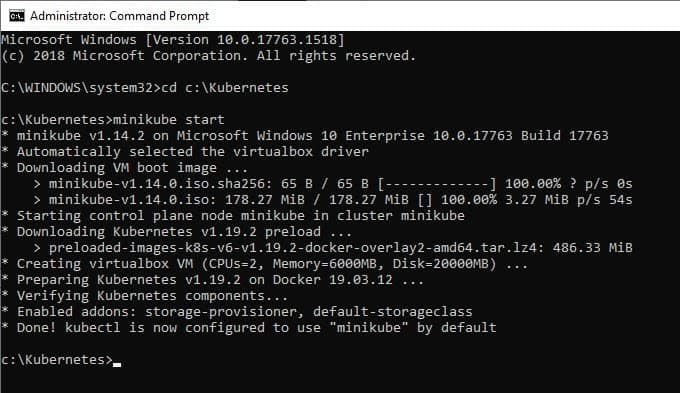 Administrator: Command Prompt
Microsoft Windows [Version 10.0.17763.1518]
(c) 2018 Microsoft Corporation. All rights reserved.
C:\WINDOWS\system32>cd c:\Kubernetes
c:\Kubernetes>minikube start
* minikube v1.14.2 on Microsoft Windows 10 Enterprise 10.0.17763 Build 17763
* Automatically selected the virtualbox driver
* Downloading VM boot image ...
    > minikube-v1.14.0.iso.sha256: 65 B / 65 B [-------------] 100.00% ? p/s 0s
    > minikube-v1.14.0.iso: 178.27 MiB / 178.27 MiB [] 100.00% 3.27 MiB p/s 54s
* Starting control plane node minikube in cluster minikube
* Downloading Kubernetes v1.19.2 preload ...
    > preloaded-images-k8s-v6-v1.19.2-docker-overlay2-amd64.tar.lz4: 486.33 MiB
* Creating virtualbox VM (CPUs=2, Memory=6000MB, Disk=20000MB) ...
* Preparing Kubernetes v1.19.2 on Docker 19.03.12 ...
* Verifying Kubernetes components...
* Enabled addons: storage-provisioner, default-storageclass
* Done! kubectl is now configured to use "minikube" by default
c:\Kubernetes>